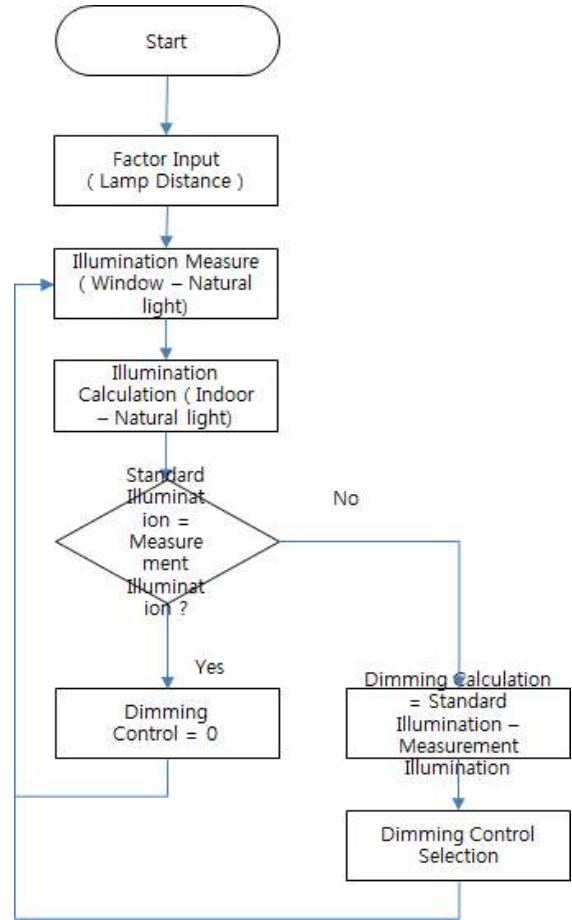 Start
Factor Input
( Lamp Distance )
Illumination Measure
( Window – Natural
light)
Illumination
Calculation ( Indoor
– Natural light)
Standard
Illuminat
ion =
Measure
ment
Illuminat
ion ?
No
Yes
Dimming
Control = 0
Dimming Calculation
= Standard
Illumination –
Measurement
Illumination
Dimming Control
Selection